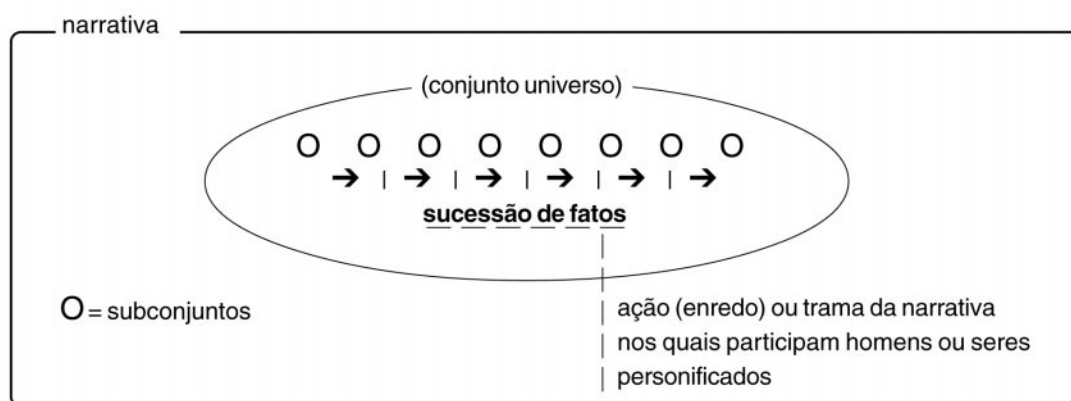 narrativa
(conjunto universo)
O O O O O O O O
➔ | ➔ | ➔ | ➔ | ➔ | ➔
sucessão de fatos
O = subconjuntos
ação (enredo) ou trama da narrativa
nos quais participam homens ou seres
personificados